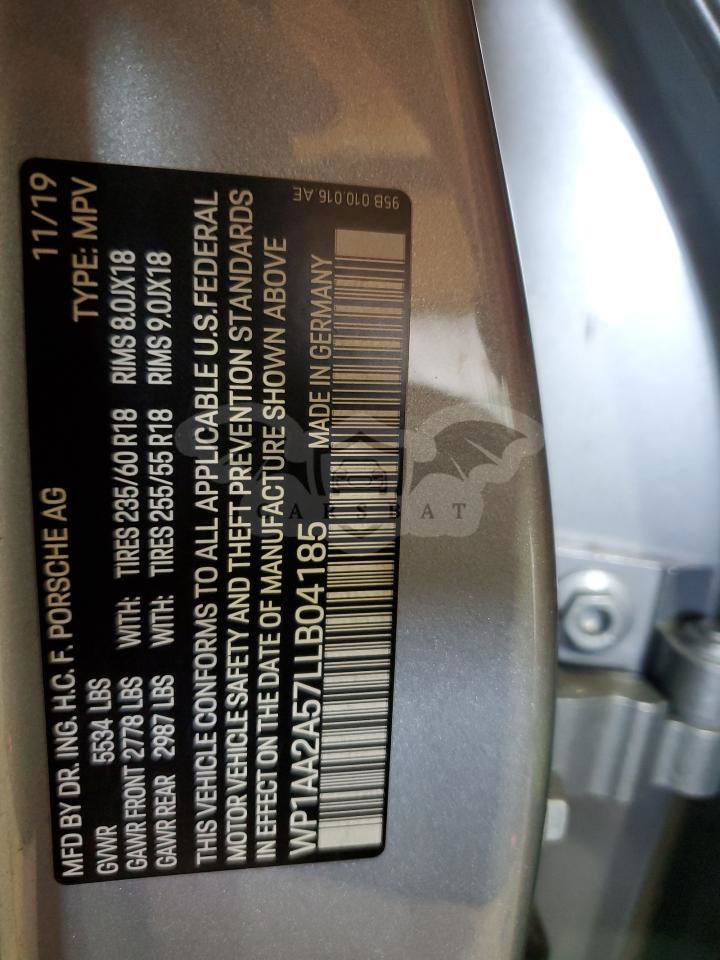 MFD BY DR. ING. H.C. F. PORSCHE AG 11/19
GVWR 5534 LBS TYPE: MPV
GAWR FRONT 2778 LBS WITH: TIRES 235/60 R18 RIMS 8.0JX18
GAWR REAR 2987 LBS WITH: TIRES 255/55 R18 RIMS 9.0JX18
THIS VEHICLE CONFORMS TO ALL APPLICABLE U.S.FEDERAL
MOTOR VEHICLE SAFETY AND THEFT PREVENTION STANDARDS
IN EFFECT ON THE DATE OF MANUFACTURE SHOWN ABOVE
95B.010.016.AE
WP1AA2A57LLB04185 MADE IN GERMANY
CARSBAT